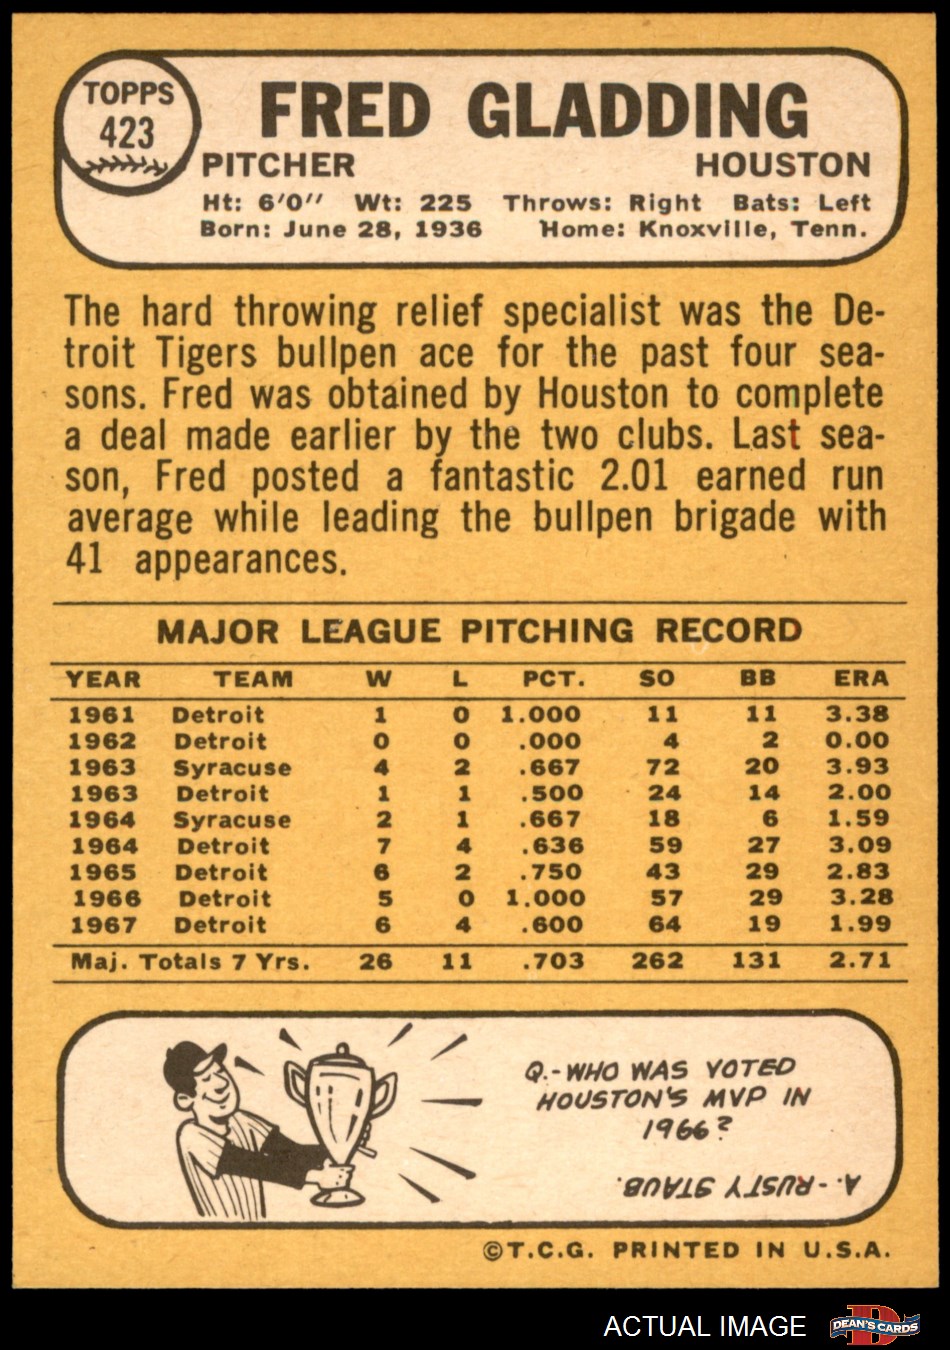 TOPPS
423
FRED GLADDING
PITCHER HOUSTON
Ht: 6'0" Wt: 225 Throws: Right Bats: Left
Born: June 28, 1936 Home: Knoxville, Tenn.
The hard throwing relief specialist was the De-
troit Tigers bullpen ace for the past four sea-
sons. Fred was obtained by Houston to complete
a deal made earlier by the two clubs. Last sea-
son, Fred posted a fantastic 2.01 earned run
average while leading the bullpen brigade with
41 appearances.
MAJOR LEAGUE PITCHING RECORD
YEAR TEAM W L PCT. SO BB ERA
1961 Detroit 1 0 1.000 11 11 3.38
1962 Detroit 0 0 .000 4 2 0.00
1963 Syracuse 4 2 .667 72 20 3.93
1963 Detroit 1 1 .500 24 14 2.00
1964 Syracuse 2 1 .667 18 6 1.59
1964 Detroit 7 4 .636 59 27 3.09
1965 Detroit 6 2 .750 43 29 2.83
1966 Detroit 5 0 1.000 57 29 3.28
1967 Detroit 6 4 .600 64 19 1.99
Maj. Totals 7 Yrs. 26 11 .703 262 131 2.71
Q.-WHO WAS VOTED
HOUSTON'S MVP IN
1966?
A.-RUSTY STAUB.
©T.C.G. PRINTED IN U.S.A.
ACTUAL IMAGE
D
DEAN'S CARDS